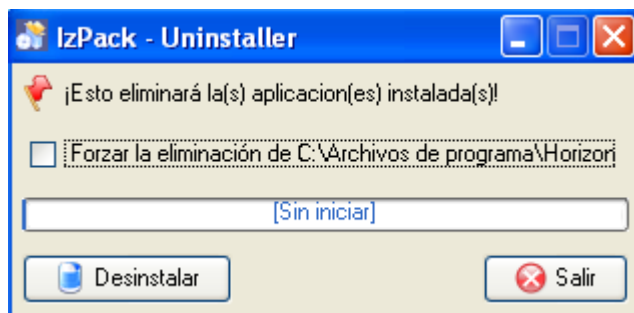 IzPack - Uninstaller
¡Esto eliminará la(s) aplicacion(es) instalada(s)!
Forzar la eliminación de C:\Archivos de programa\Horizon
[Sin iniciar]
Desinstalar
Salir